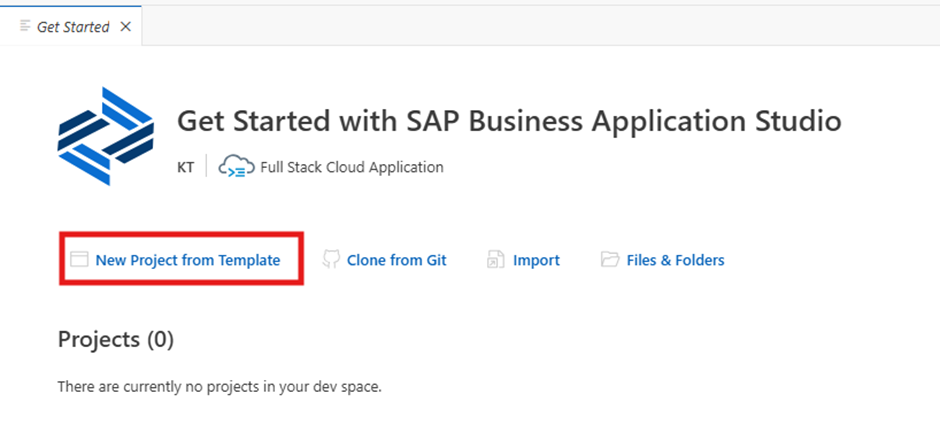 Get Started
Get Started with SAP Business Application Studio
KT Full Stack Cloud Application
New Project from Template Clone from Git Import Files & Folders
Projects (0)
There are currently no projects in your dev space.